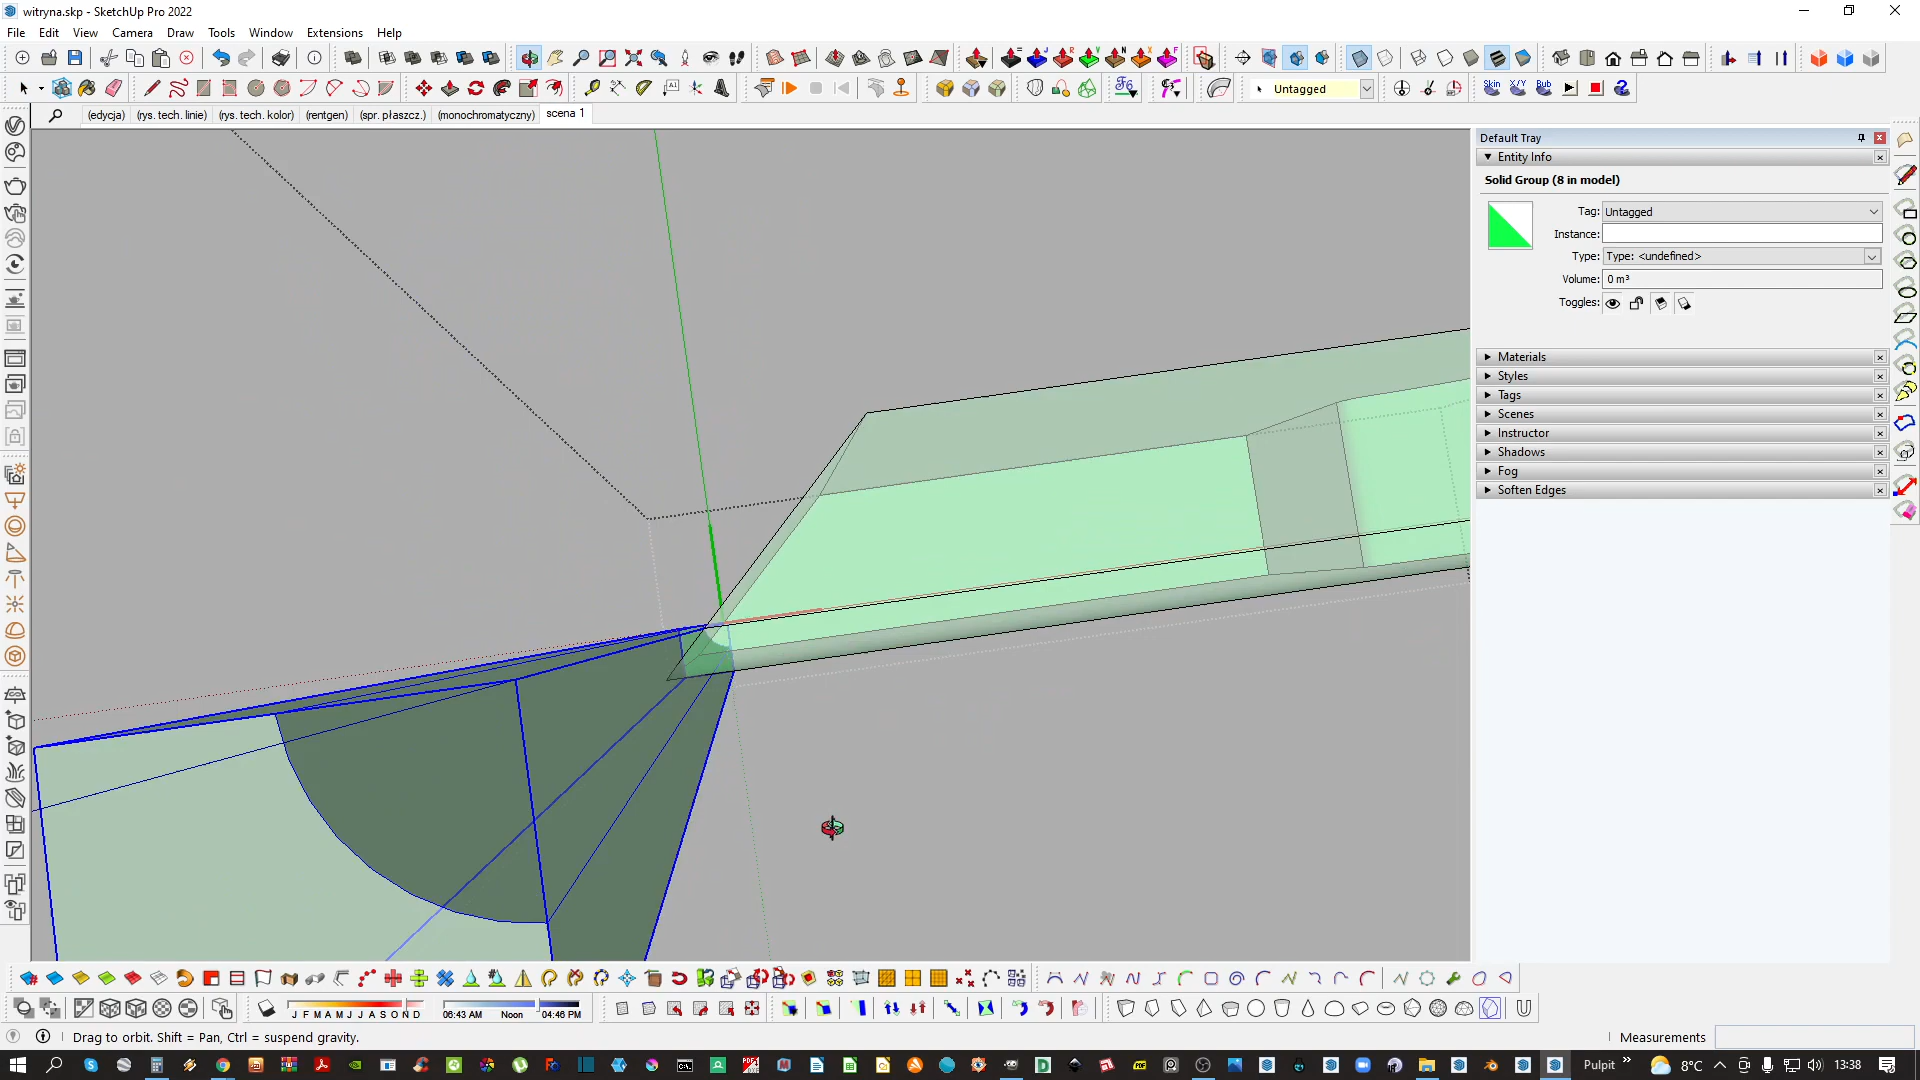 witryna.skp - SketchUp Pro 2022
File Edit View Camera Draw Tools Window Extensions Help
Untagged
Skin X/Y Bub
(edycja) (rys. tech. linie) (rys. tech. kolor) (rentgen) (spr. płaszcz.) (monochromatyczny) scena 1
Default Tray
Entity Info
Solid Group (8 in model)
Tag: Untagged
Instance:
Type: Type: <undefined>
Volume: 0 m³
Toggles:
Materials
Styles
Tags
Scenes
Instructor
Shadows
Fog
Soften Edges
J F M A M J J A S O N D
06:43 AM Noon 04:46 PM
Drag to orbit. Shift = Pan, Ctrl = suspend gravity.
Measurements
Pulpit
8°C
13:38